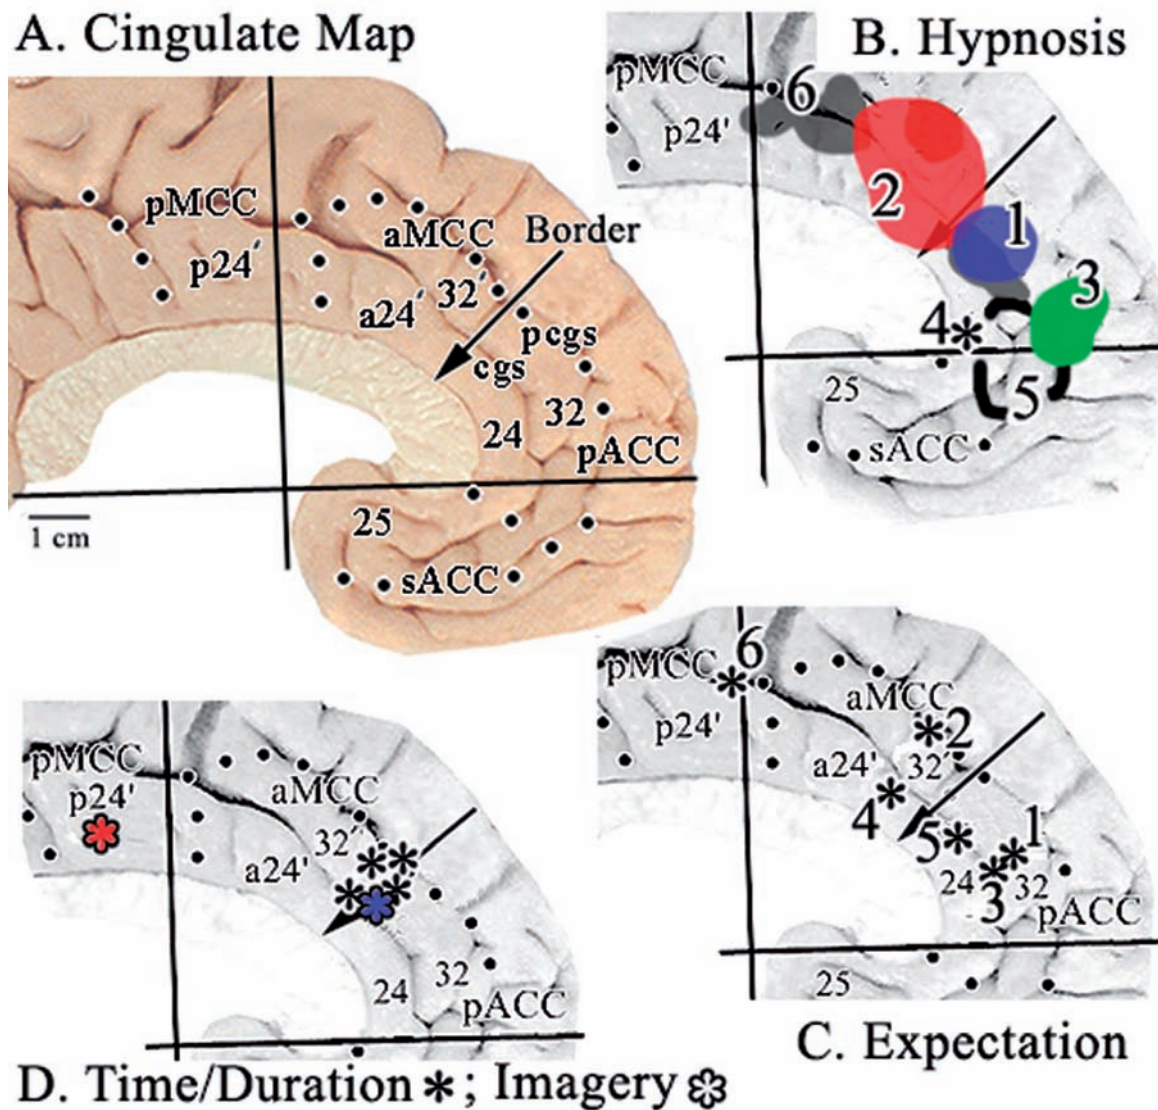 A. Cingulate Map
pMCC
p24′
aMCC
Border
32′
a24′
pcgs
cgs
32
24
pACC
25
sACC
1 cm
B. Hypnosis
pMCC
6
p24'
2
1
3
4*
5
25
sACC
6
pMCC
*
aMCC
p24'
*2
a24'
32'
*
4
5*
*1
*
24
32
3
pACC
25
C. Expectation
pMCC
p24'
aMCC
32′
a24'
* *
* *
32
24
pACC
D. Time/Duration *; Imagery